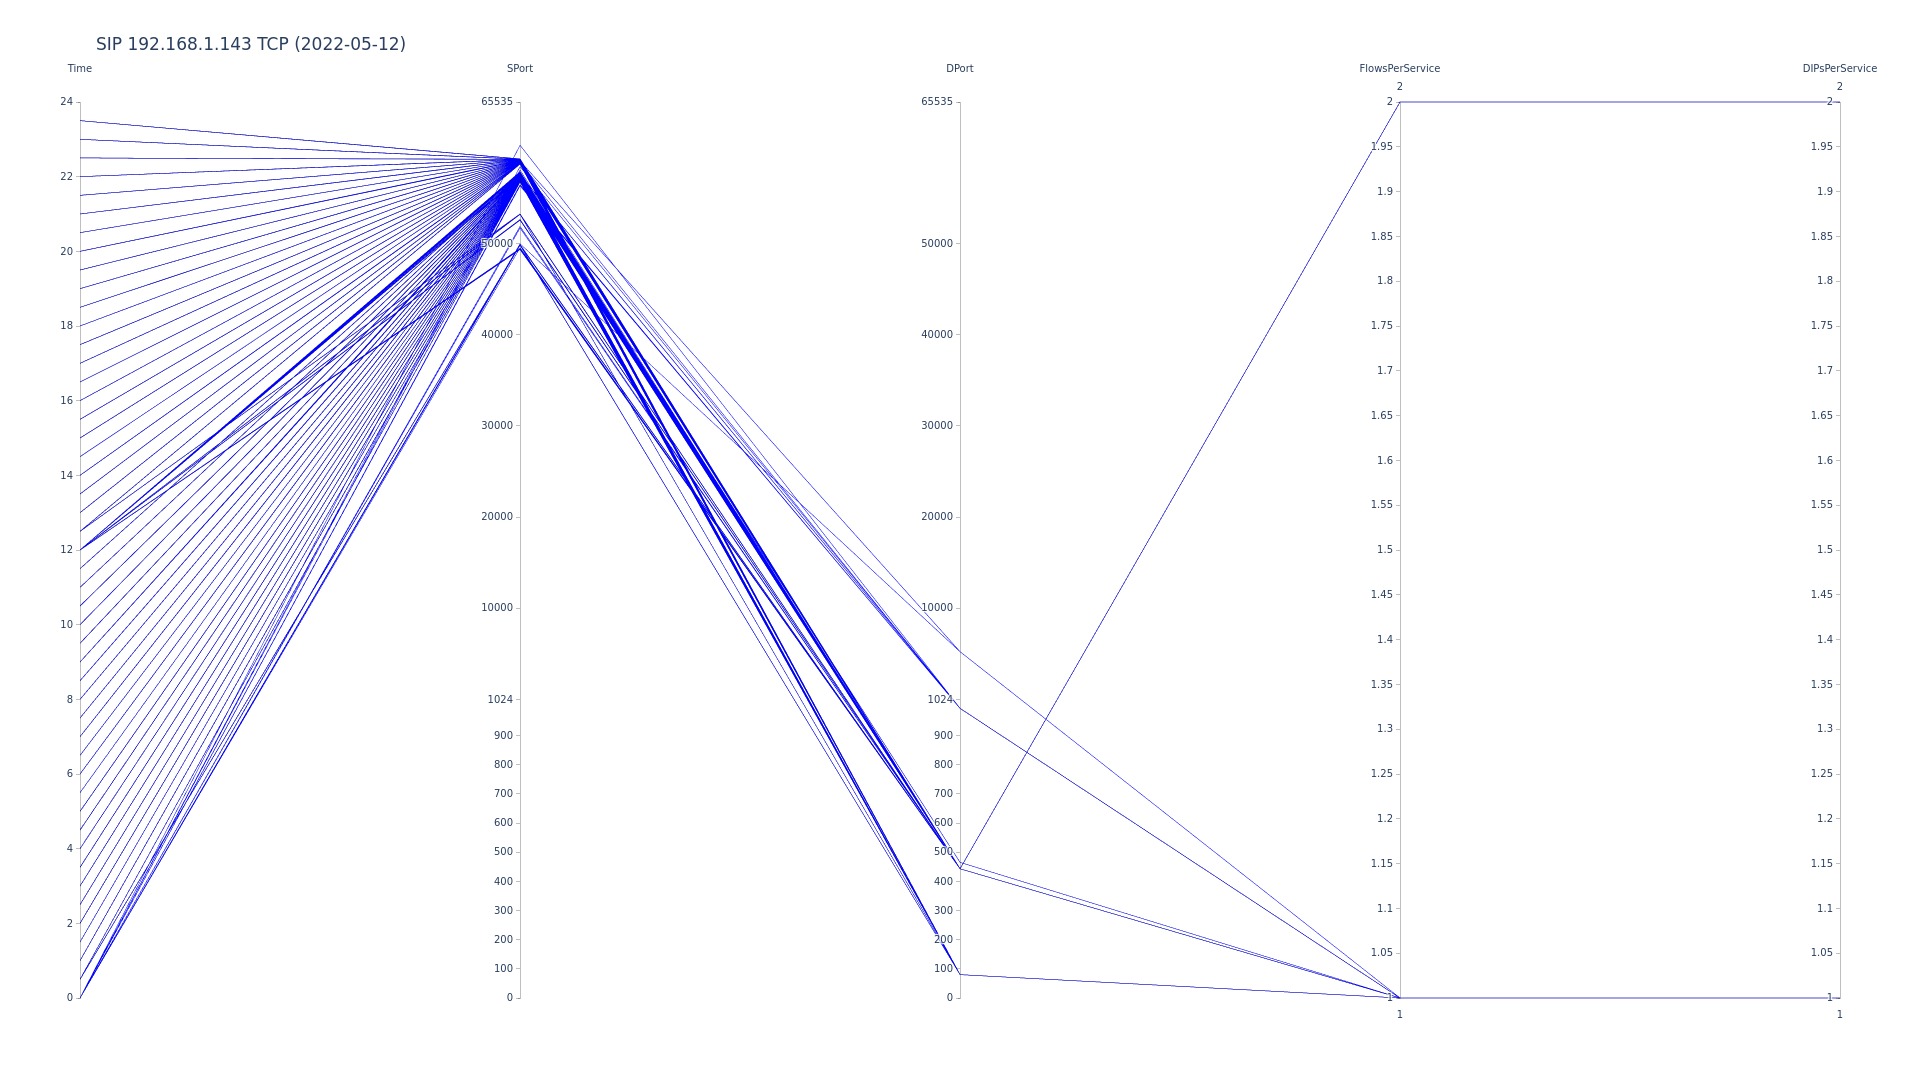 SIP 192.168.1.143 TCP (2022-05-12)
Time SPort DPort FlowsPerService DIPsPerService
2 2
24 65535 65535 2 2
1.95 1.95
1.9 1.9
22
50000 50000 1.85 1.85
20
1.8 1.8
18 40000 40000 1.75 1.75
1.7 1.7
16
30000 30000 1.65 1.65
1.6 1.6
14
20000 20000 1.55 1.55
12 1.5 1.5
10000 10000 1.45 1.45
10
1.4 1.4
8 1024 1024 1.35 1.35
900 900 1.3 1.3
6 800 800 1.25 1.25
700 700
600 600 1.2 1.2
4 500 500 1.15 1.15
400 400
300 300 1.1 1.1
2
200 200 1.05 1.05
100 100
0 0 0 1 1
1 1